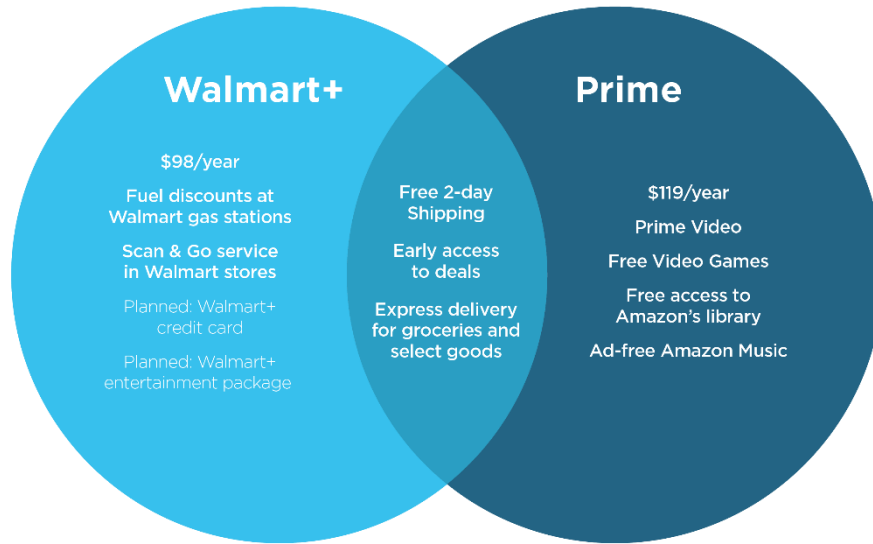 Walmart+
$98/year
Fuel discounts at
Walmart gas stations
Scan & Go service
in Walmart stores
Planned: Walmart+
credit card
Planned: Walmart+
entertainment package
Free 2-day
Shipping
Early access
to deals
Express delivery
for groceries and
select goods
Prime
$119/year
Prime Video
Free Video Games
Free access to
Amazon's library
Ad-free Amazon Music